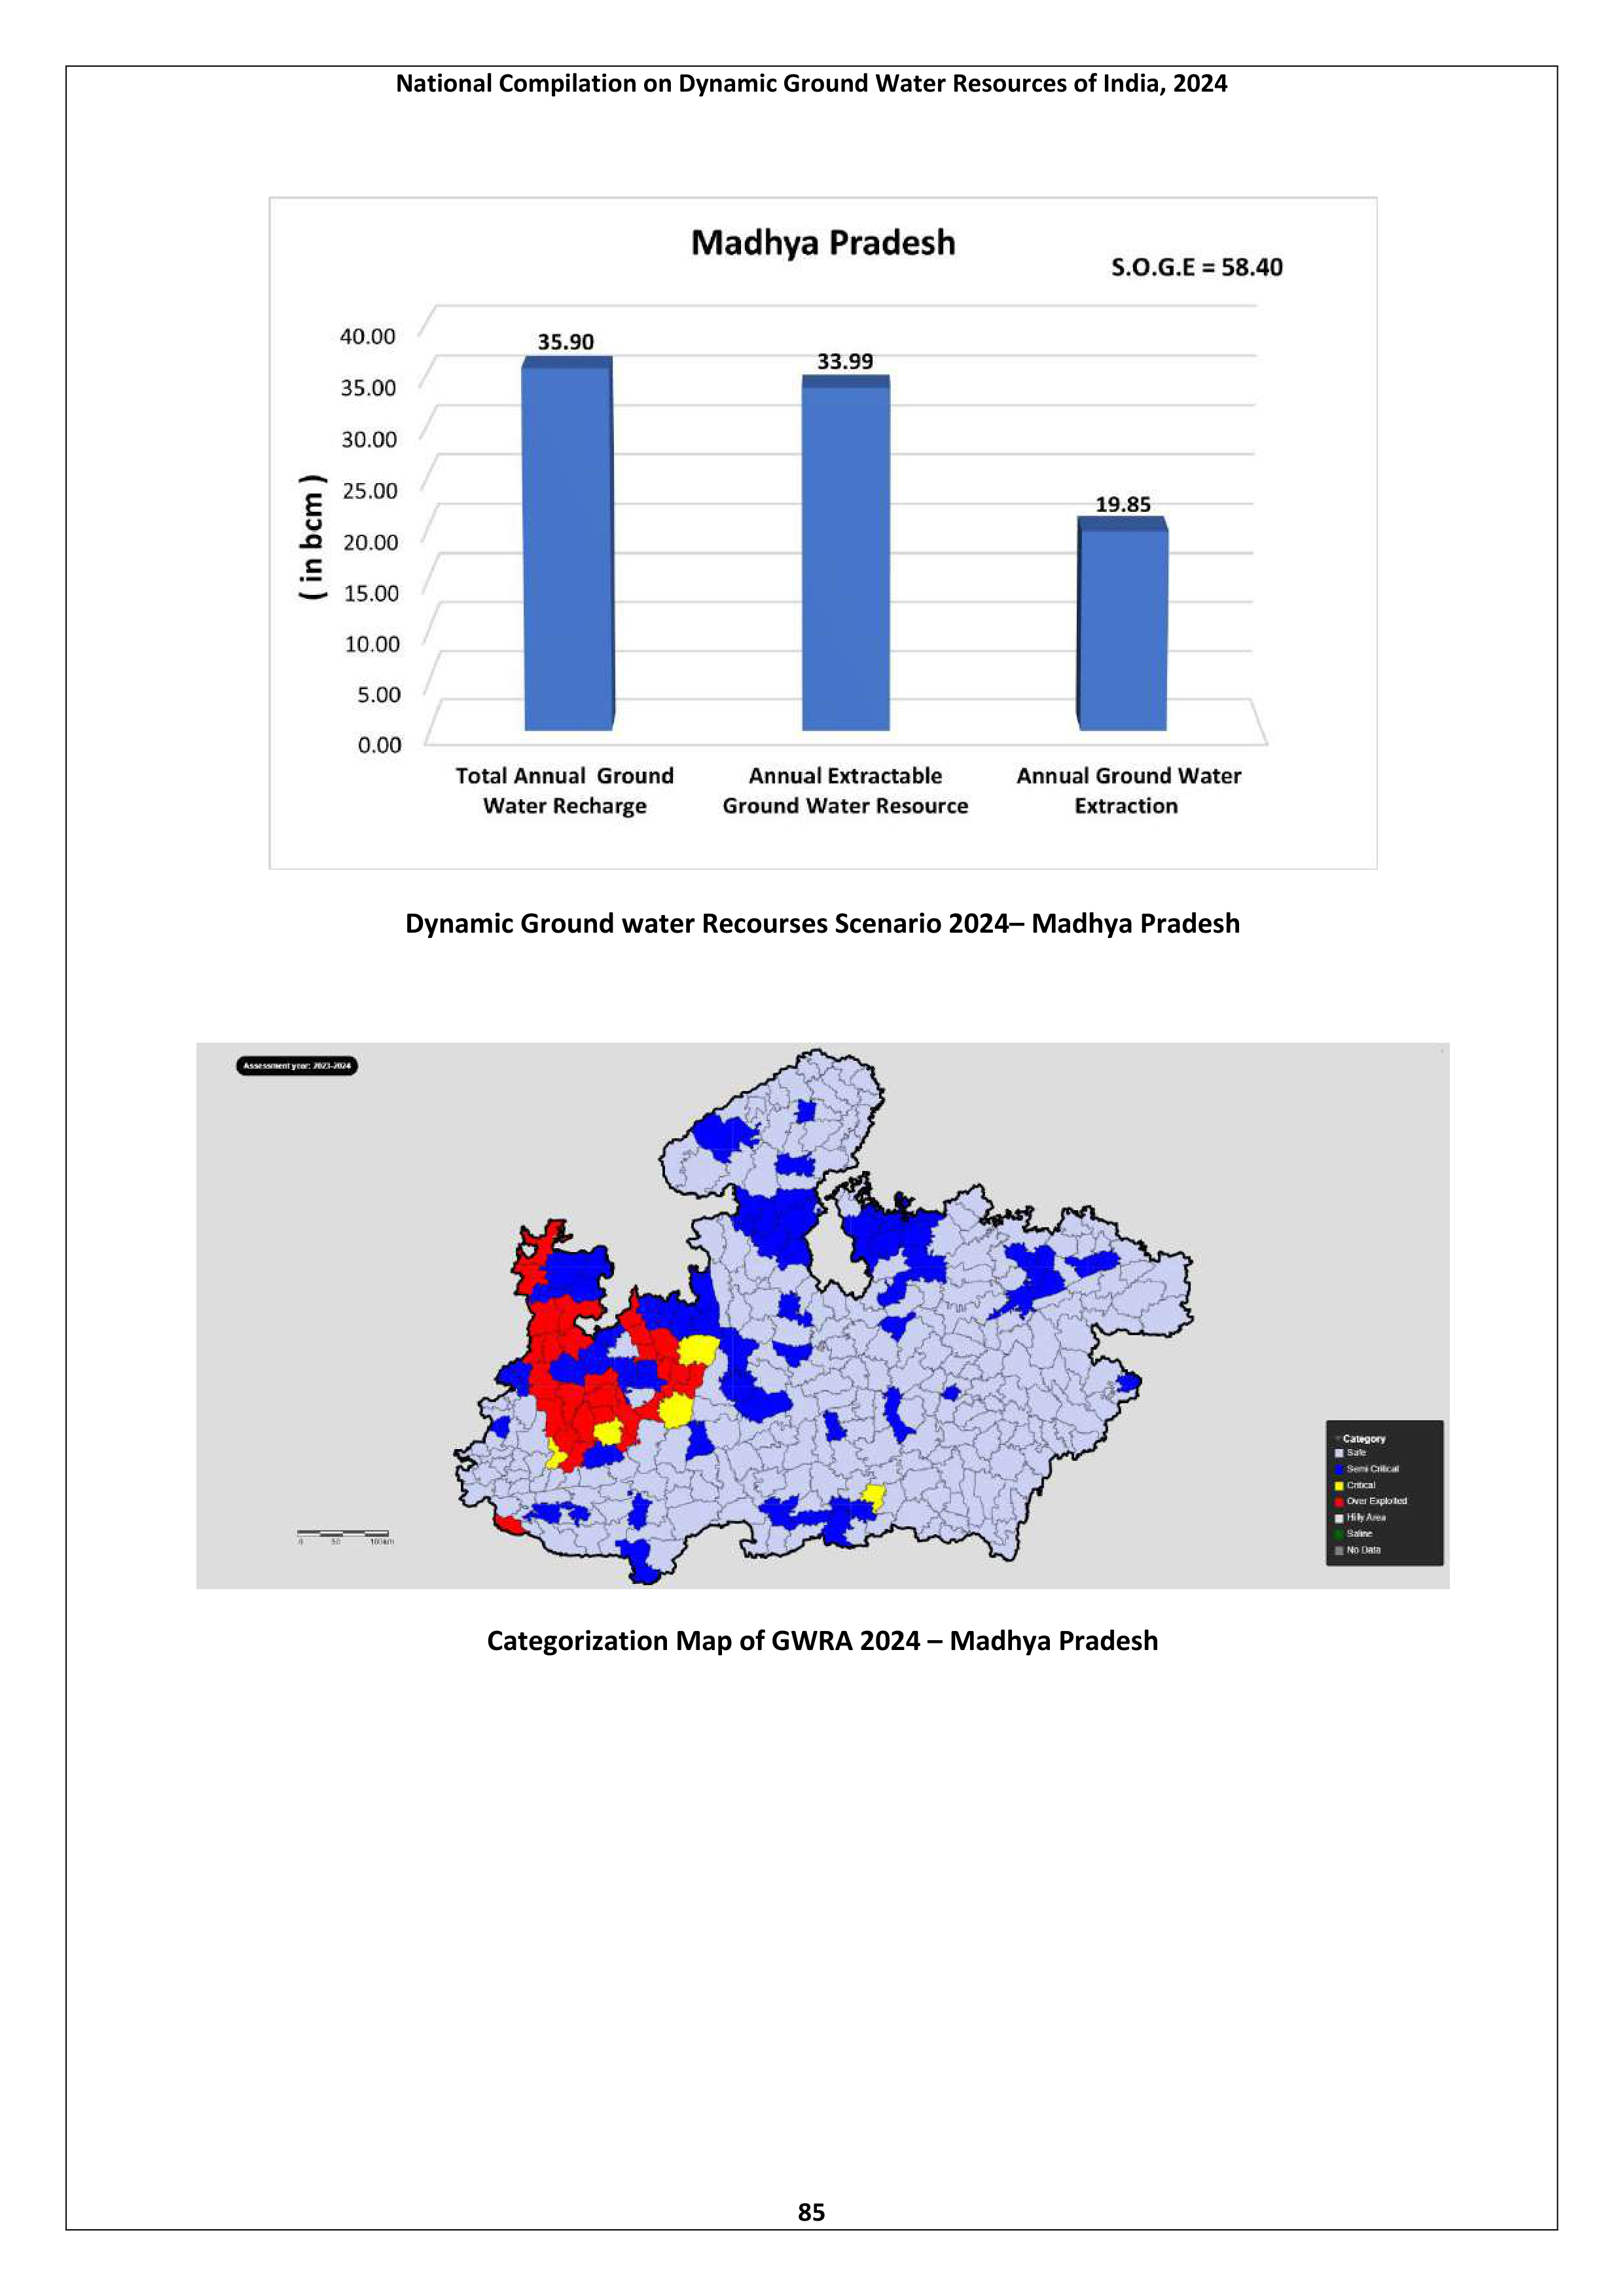 National Compilation on Dynamic Ground Water Resources of India, 2024
Madhya Pradesh
S.O.G.E = 58.40
40.00
35.00
30.00
25.00
20.00
15.00
10.00
5.00
0.00
( in bcm )
35.90
33.99
19.85
Total Annual Ground
Water Recharge
Annual Extractable
Ground Water Resource
Annual Ground Water
Extraction
Dynamic Ground water Recourses Scenario 2024– Madhya Pradesh
Assessment year: 2023-2024
Category
Safe
Semi Critical
Critical
Over Exploited
Hilly Area
Saline
No Data
0 50 100km
Categorization Map of GWRA 2024 – Madhya Pradesh
85